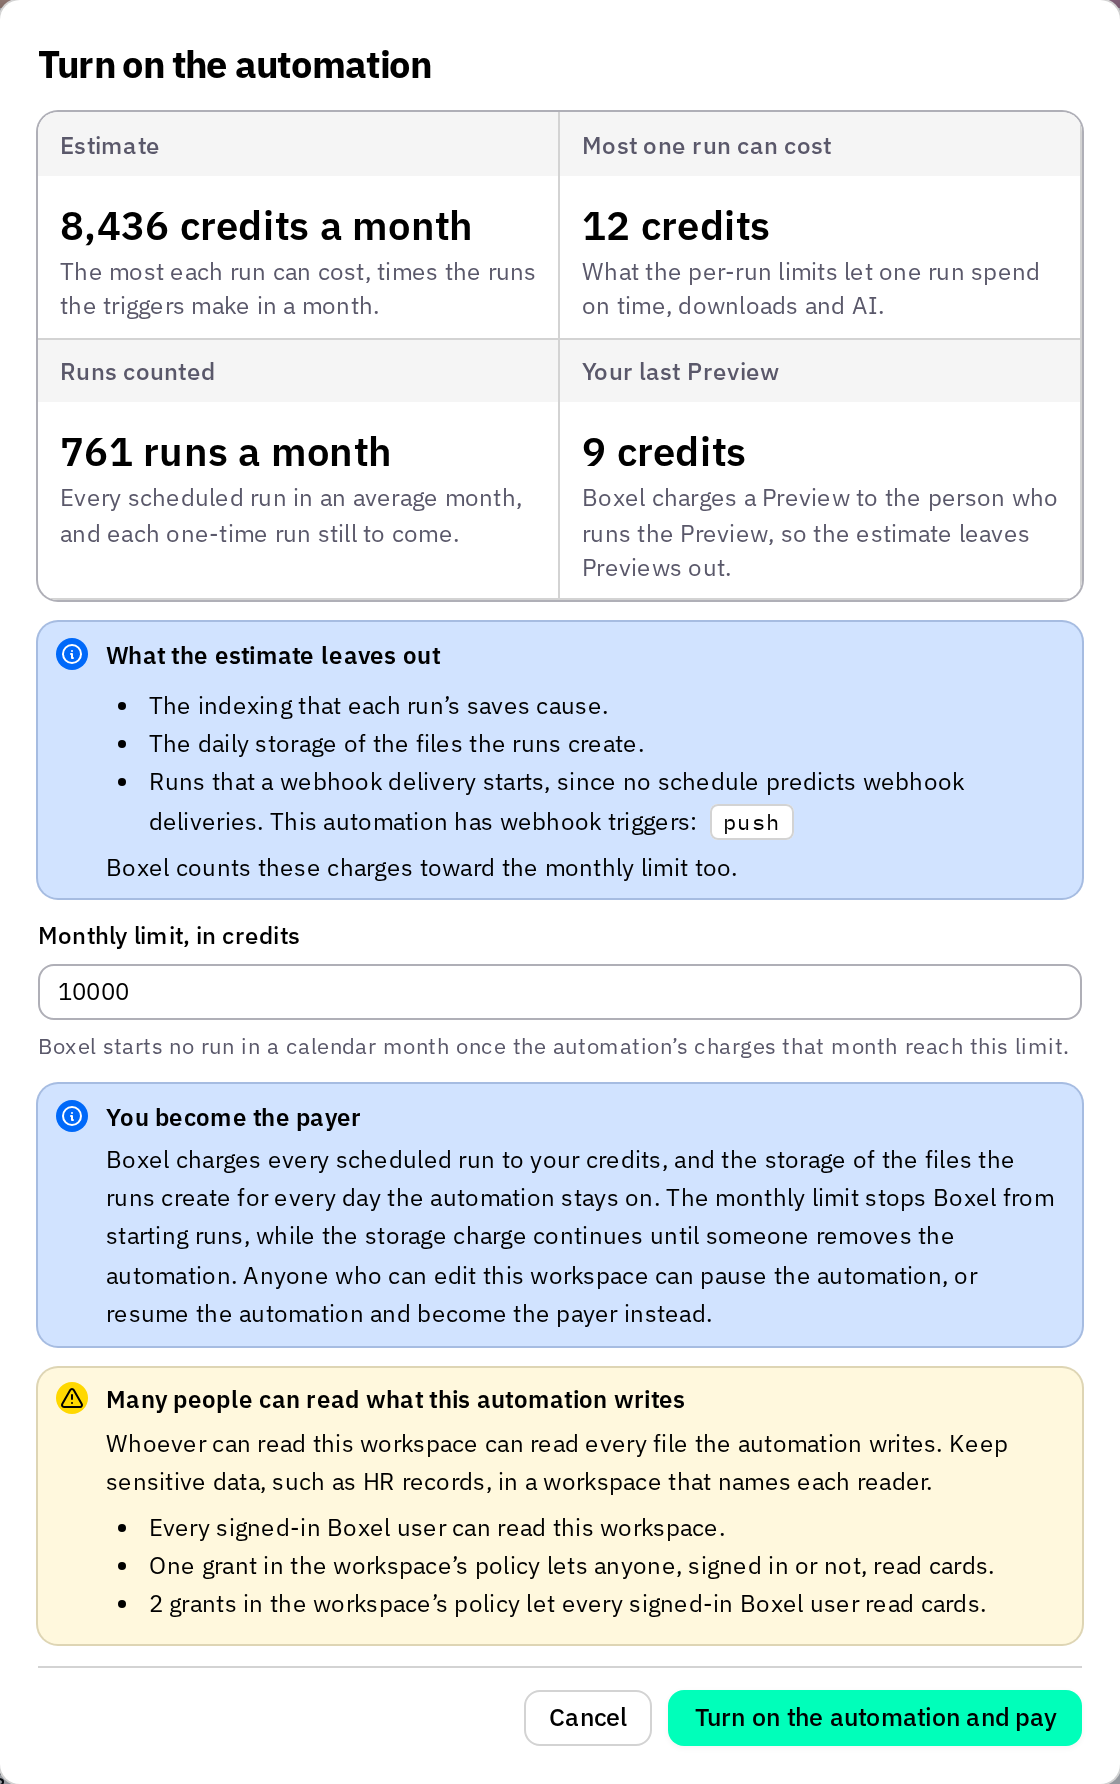 Turn on the automation
Estimate
8,436 credits a month
The most each run can cost, times the runs
the triggers make in a month.
Most one run can cost
12 credits
What the per-run limits let one run spend
on time, downloads and AI.
Runs counted
761 runs a month
Every scheduled run in an average month,
and each one-time run still to come.
Your last Preview
9 credits
Boxel charges a Preview to the person who
runs the Preview, so the estimate leaves
Previews out.
What the estimate leaves out
• The indexing that each run’s saves cause.
• The daily storage of the files the runs create.
• Runs that a webhook delivery starts, since no schedule predicts webhook
deliveries. This automation has webhook triggers: push
Boxel counts these charges toward the monthly limit too.
Monthly limit, in credits
10000
Boxel starts no run in a calendar month once the automation’s charges that month reach this limit.
You become the payer
Boxel charges every scheduled run to your credits, and the storage of the files the
runs create for every day the automation stays on. The monthly limit stops Boxel from
starting runs, while the storage charge continues until someone removes the
automation. Anyone who can edit this workspace can pause the automation, or
resume the automation and become the payer instead.
Many people can read what this automation writes
Whoever can read this workspace can read every file the automation writes. Keep
sensitive data, such as HR records, in a workspace that names each reader.
• Every signed-in Boxel user can read this workspace.
• One grant in the workspace’s policy lets anyone, signed in or not, read cards.
• 2 grants in the workspace’s policy let every signed-in Boxel user read cards.
Cancel
Turn on the automation and pay